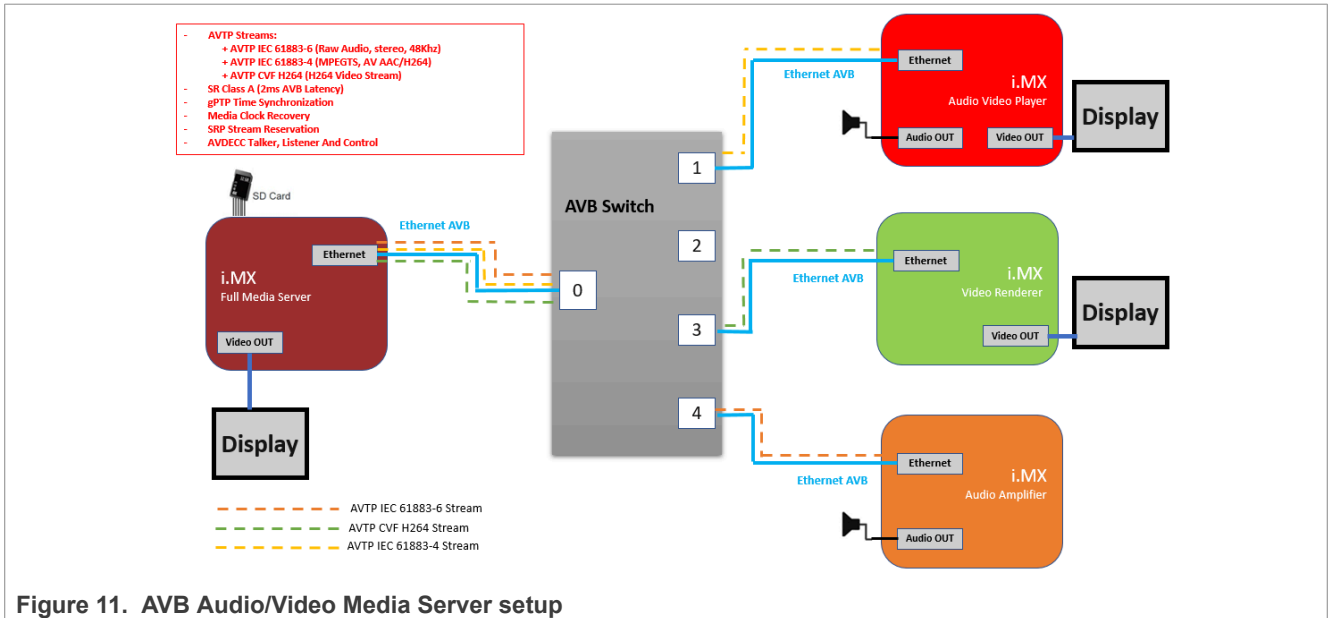 - AVTP Streams:
+ AVTP IEC 61883-6 (Raw Audio, stereo, 48Khz)
+ AVTP IEC 61883-4 (MPEGTS, AV AAC/H264)
+ AVTP CVF H264 (H264 Video Stream)
- SR Class A (2ms AVB Latency)
- gPTP Time Synchronization
- Media Clock Recovery
- SRP Stream Reservation
- AVDECC Talker, Listener And Control
SD Card
Ethernet AVB
Ethernet
i.MX
Full Media Server
Video OUT
Display
AVB Switch
0
1
2
3
4
Ethernet AVB
Ethernet
i.MX
Audio Video Player
Audio OUT
Video OUT
Display
Ethernet AVB
Ethernet
i.MX
Video Renderer
Video OUT
Display
Ethernet AVB
Ethernet
i.MX
Audio Amplifier
Audio OUT
AVTP IEC 61883-6 Stream
AVTP CVF H264 Stream
AVTP IEC 61883-4 Stream
Figure 11. AVB Audio/Video Media Server setup